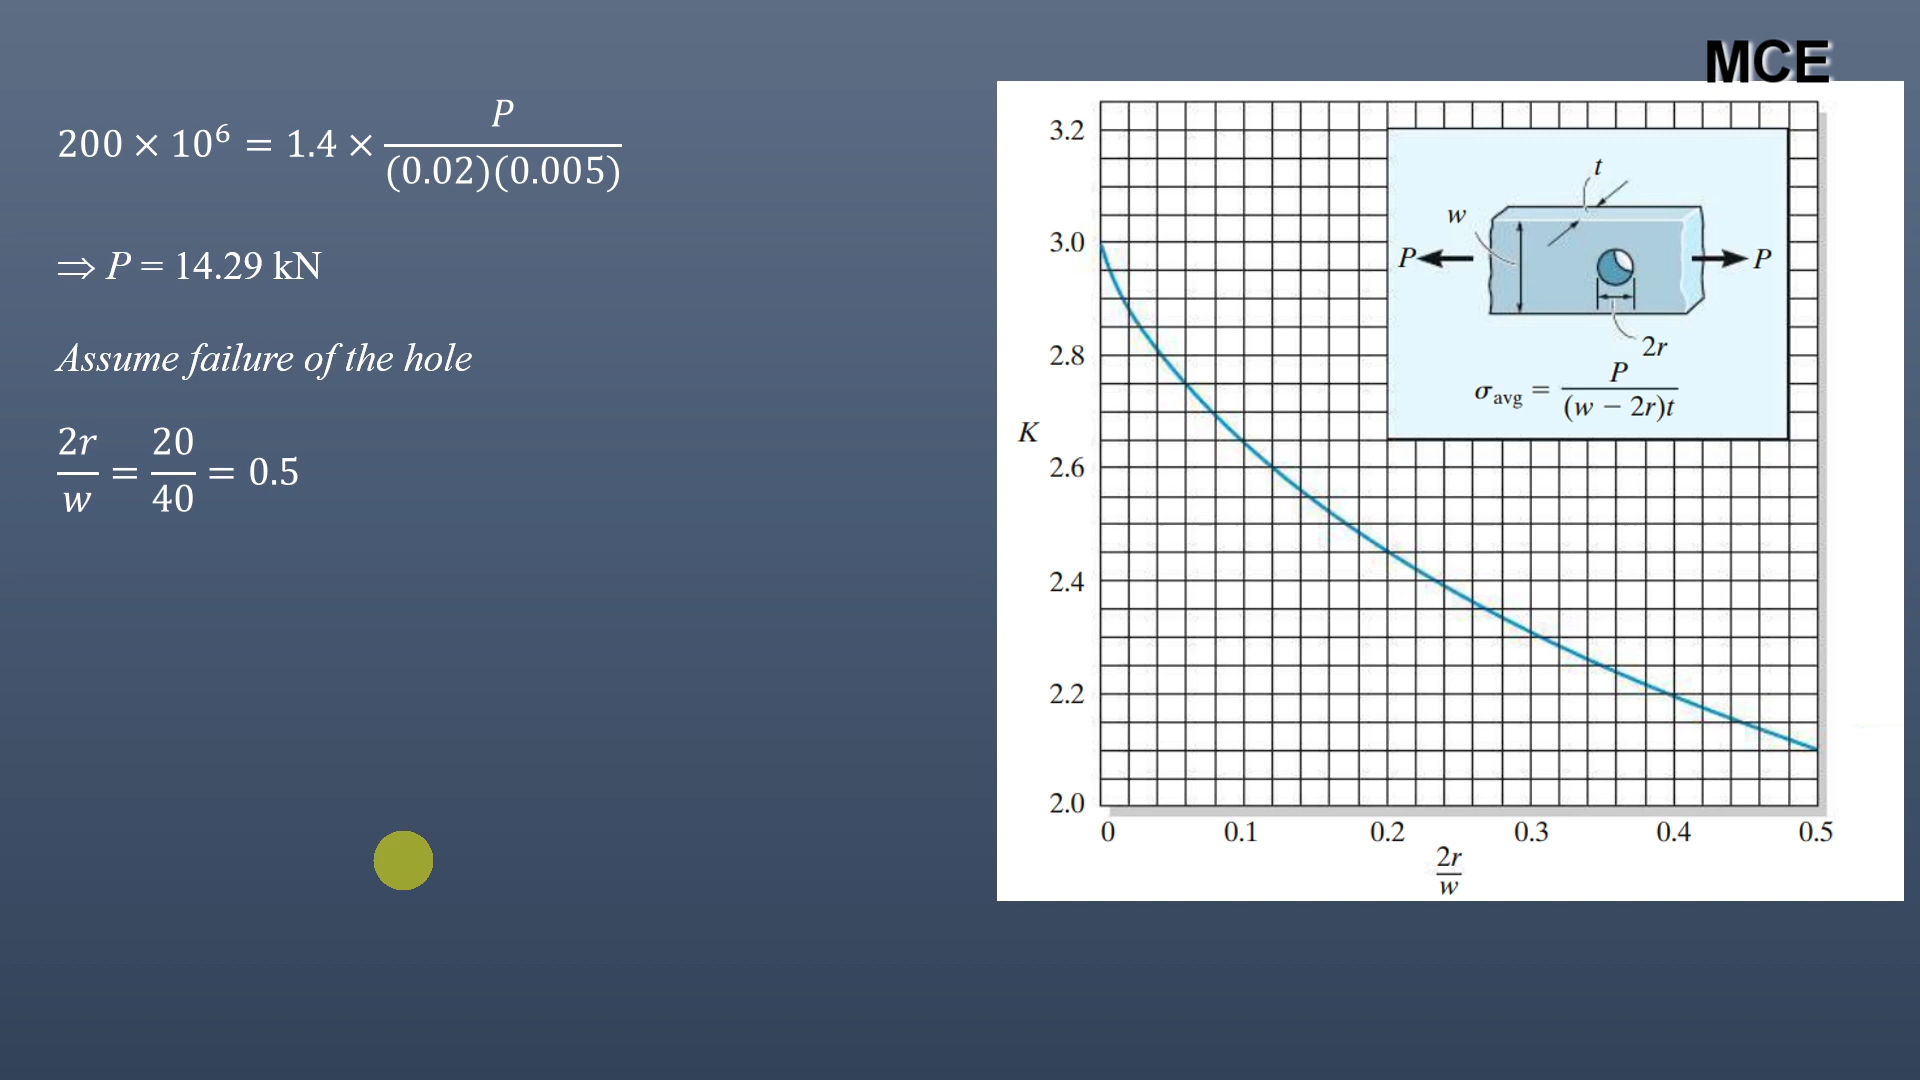 MCE
200 × 10⁶ = 1.4 × P / (0.02)(0.005)
⇒ P = 14.29 kN
Assume failure of the hole
2r / w = 20 / 40 = 0.5
3.2
3.0
2.8
K
2.6
2.4
2.2
2.0
0 0.1 0.2 0.3 0.4 0.5
2r / w
t
w
P P
2r
σ avg = P / (w − 2r)t